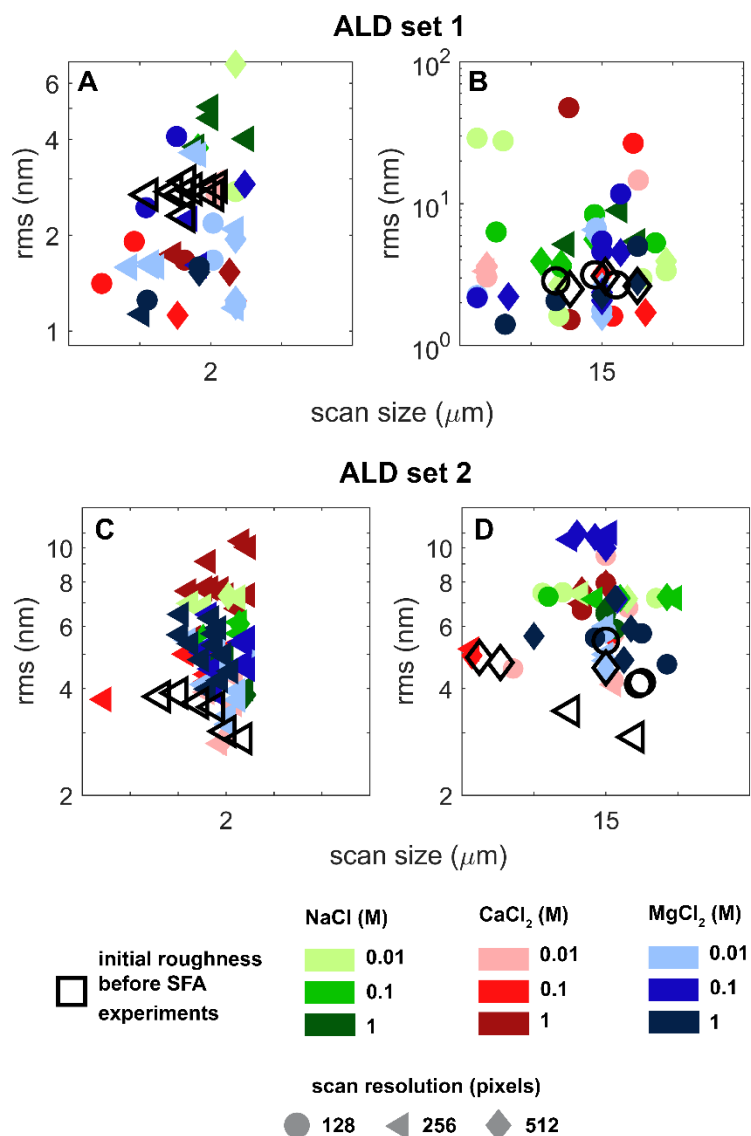 ALD set 1
A
B
rms (nm)
6
4
2
1
2
rms (nm)
10²
10¹
10⁰
15
scan size (μm)
ALD set 2
C
D
rms (nm)
10
8
6
4
2
2
rms (nm)
10
8
6
4
2
15
scan size (μm)
initial roughness
before SFA
experiments
NaCl (M)
0.01
0.1
1
CaCl₂ (M)
0.01
0.1
1
MgCl₂ (M)
0.01
0.1
1
scan resolution (pixels)
128 256 512